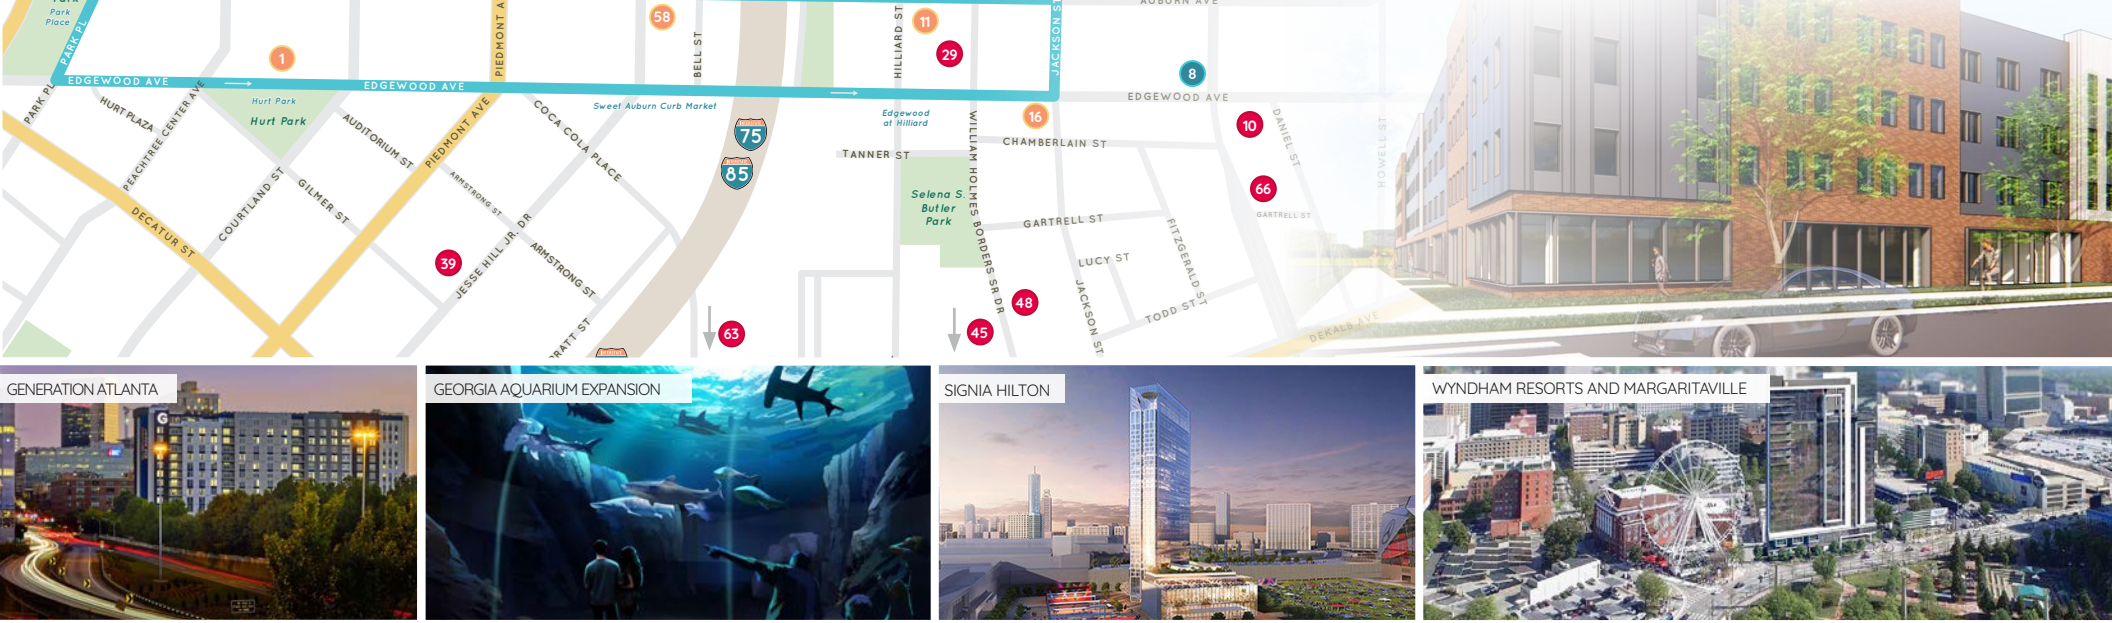 Park
Park
Place
PARK PL
PIEDMONT A
58
BELL ST
HILLIARD ST
11
29
JACKSON ST
AUBURN AVE
1
EDGEWOOD AVE
EDGEWOOD AVE
8
EDGEWOOD AVE
PARK PL
HURT PLAZA
PEACHTREE CENTER AVE
Hurt Park
Hurt Park
AUDITORIUM ST
PIEDMONT AVE
COCA COLA PLACE
Sweet Auburn Curb Market
75
85
Edgewood
at Hilliard
16
10
DANIEL ST
HOWELL ST
TANNER ST
WILLIAM HOLMES BORDERS SR DR
CHAMBERLAIN ST
66
GARTRELL ST
Selena S.
Butler
Park
GARTRELL ST
FITZGERALD ST
LUCY ST
JACKSON ST
TODD ST
DEKALB AVE
COURTLAND ST
GILMER ST
ARMSTRONG ST
DECATUR ST
39
JESSE HILL JR. DR
ARMSTRONG ST
PRATT ST
63
45
48
GENERATION ATLANTA
G
GEORGIA AQUARIUM EXPANSION
SIGNIA HILTON
WYNDHAM RESORTS AND MARGARITAVILLE